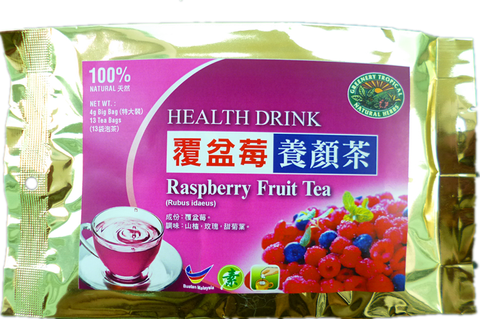 100%
NATURAL 天然
NET WT. :
4g Big Bag (特大裝)
13 Tea Bags
(13袋泡茶)
GREENERY TROPICAL
NATURAL HERBS
HEALTH DRINK
覆盆莓 養顏茶
Raspberry Fruit Tea
(Rubus idaeus)
成份:覆盆莓。
調味:山楂,玫瑰,甜菊葉。
Buatan Malaysia
素